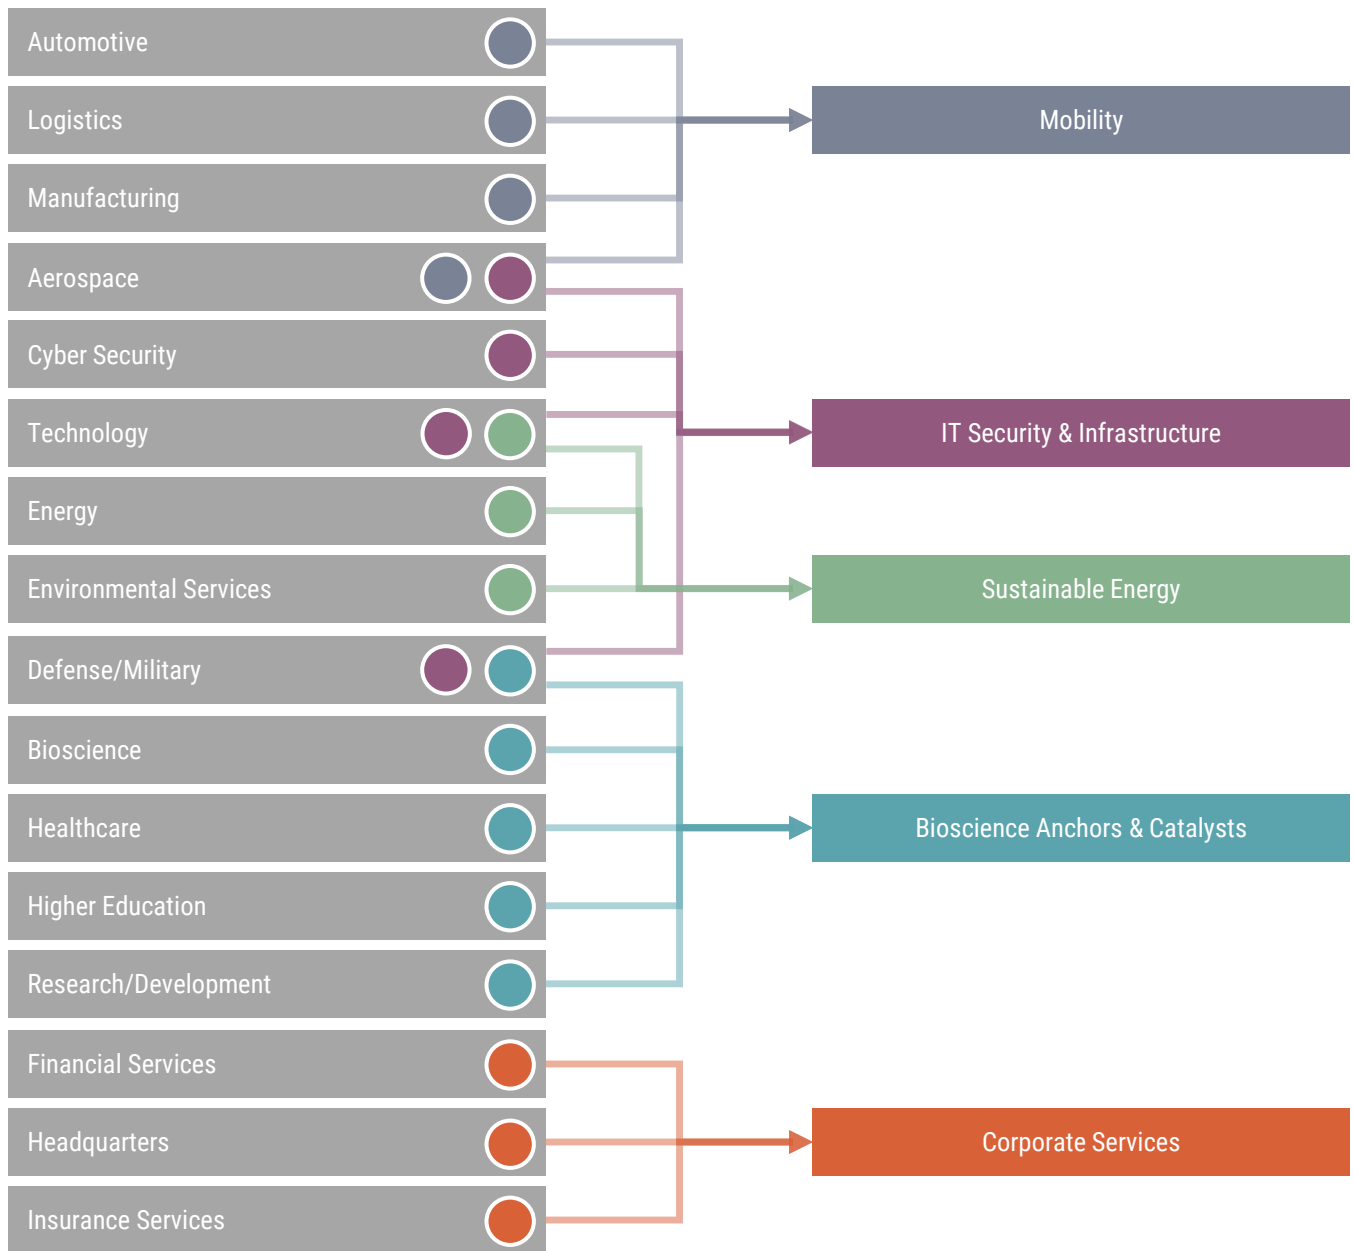 Automotive
Logistics
Mobility
Manufacturing
Aerospace
Cyber Security
Technology
IT Security & Infrastructure
Energy
Environmental Services
Sustainable Energy
Defense/Military
Bioscience
Healthcare
Bioscience Anchors & Catalysts
Higher Education
Research/Development
Financial Services
Headquarters
Corporate Services
Insurance Services